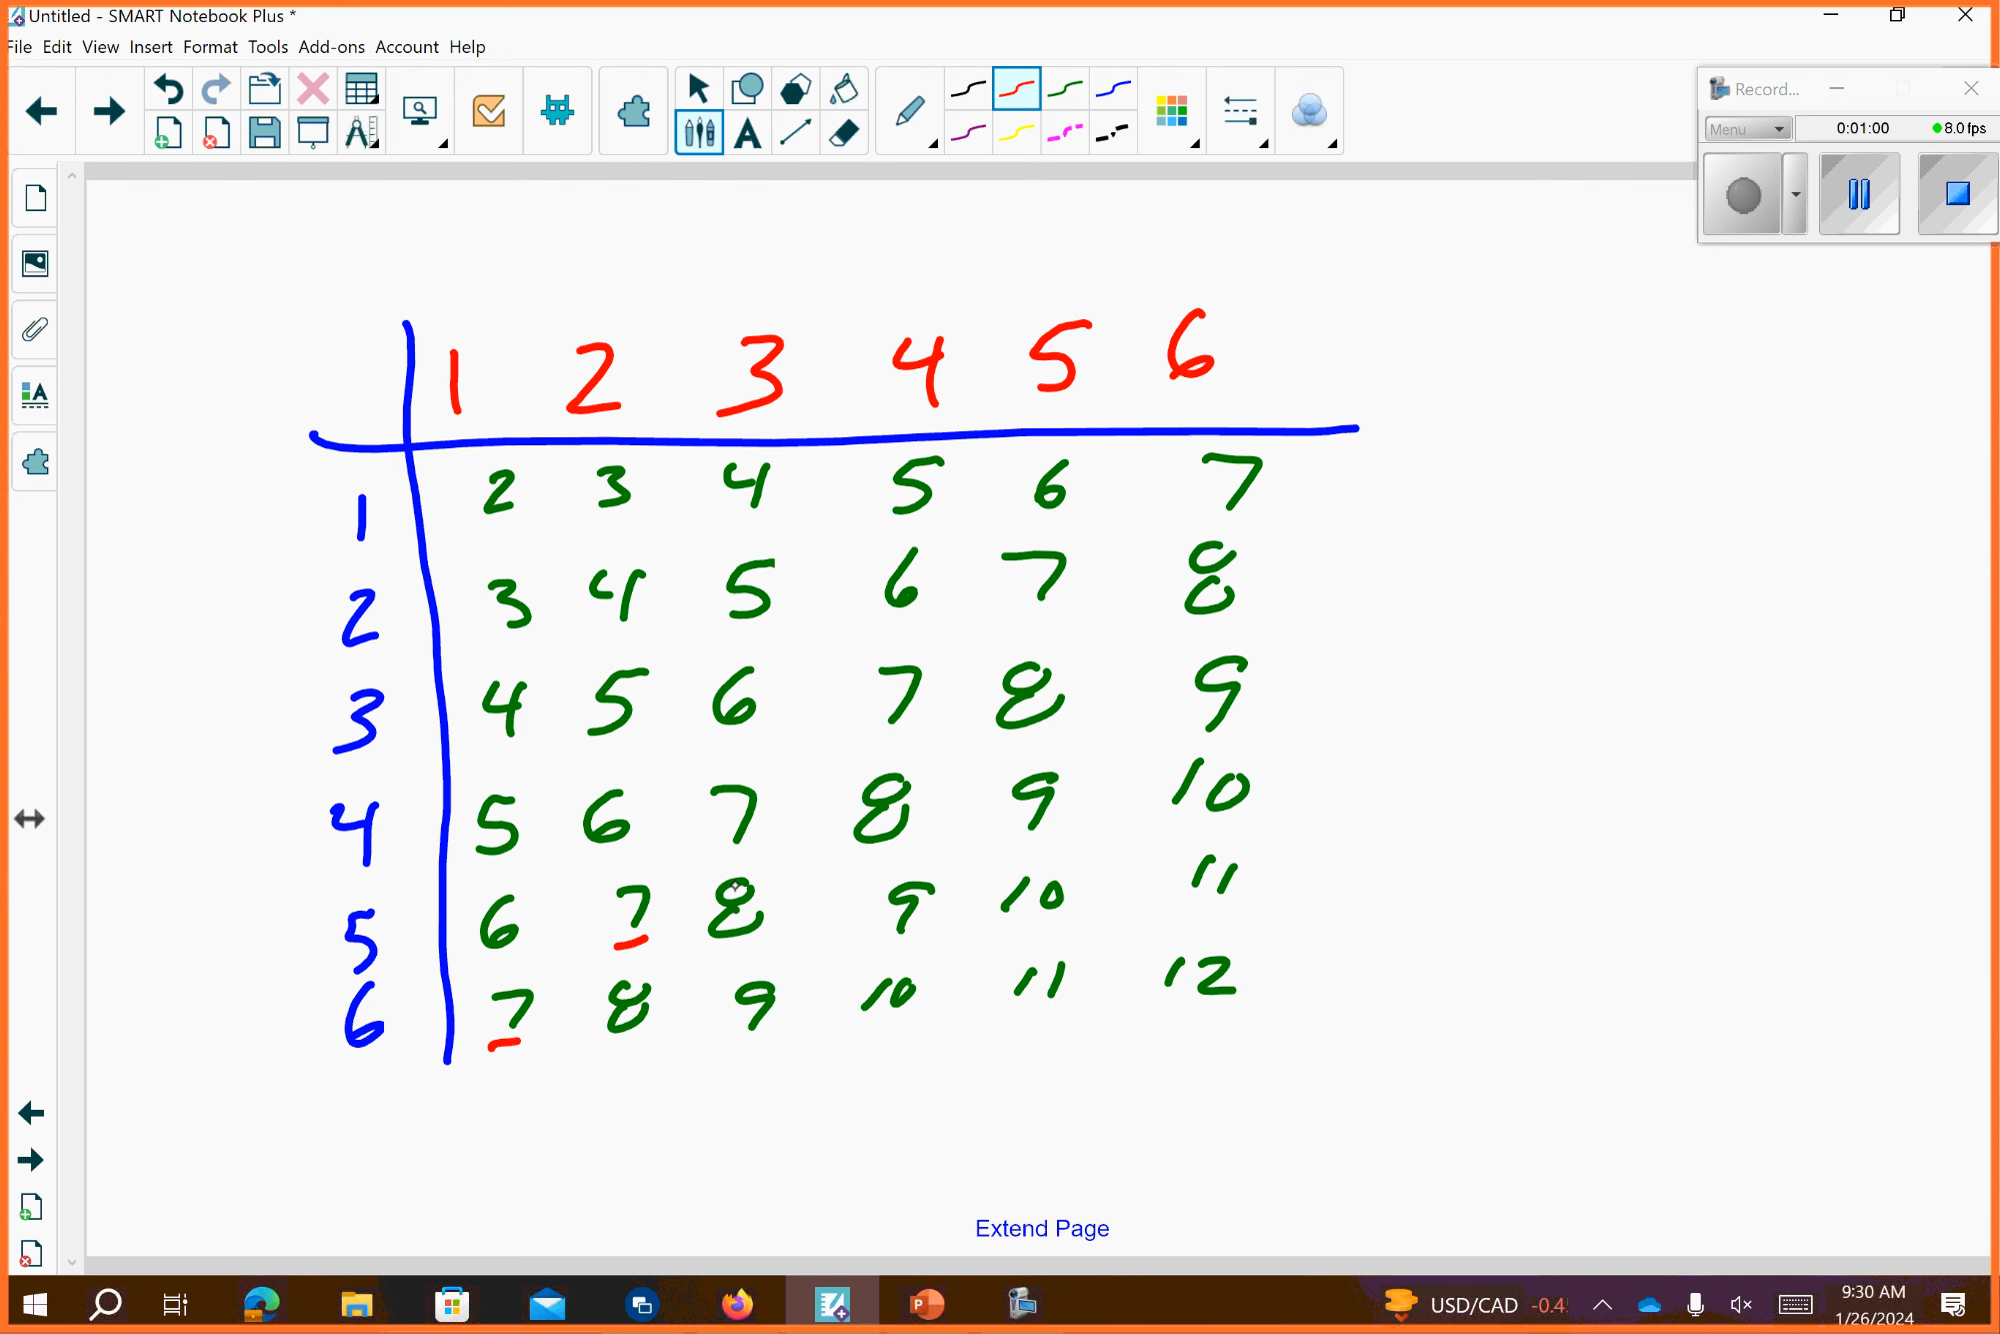 Untitled - SMART Notebook Plus *
File Edit View Insert Format Tools Add-ons Account Help
Record...
Menu 0:01:00 8.0 fps
1 2 3 4 5 6
1 2 3 4 5 6 7
2 3 4 5 6 7 8
3 4 5 6 7 8 9
4 5 6 7 8 9 10
5 6 7 8 9 10 11
6 7 8 9 10 11 12
Extend Page
USD/CAD -0.4
9:30 AM
1/26/2024